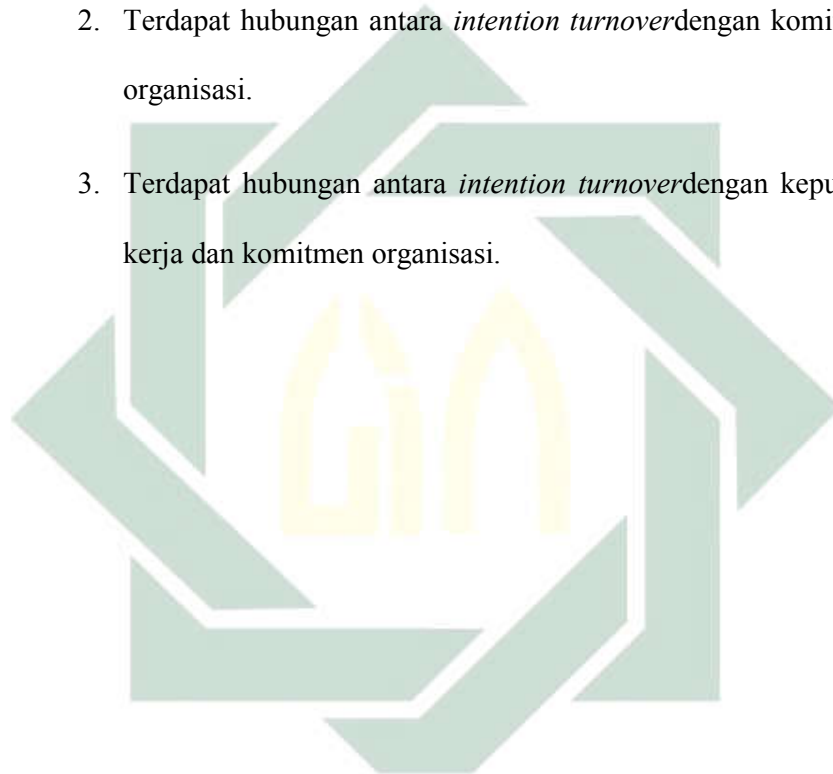 2. Terdapat hubungan antara intention turnoverdengan komi
organisasi.
3. Terdapat hubungan antara intention turnoverdengan kepu
kerja dan komitmen organisasi.